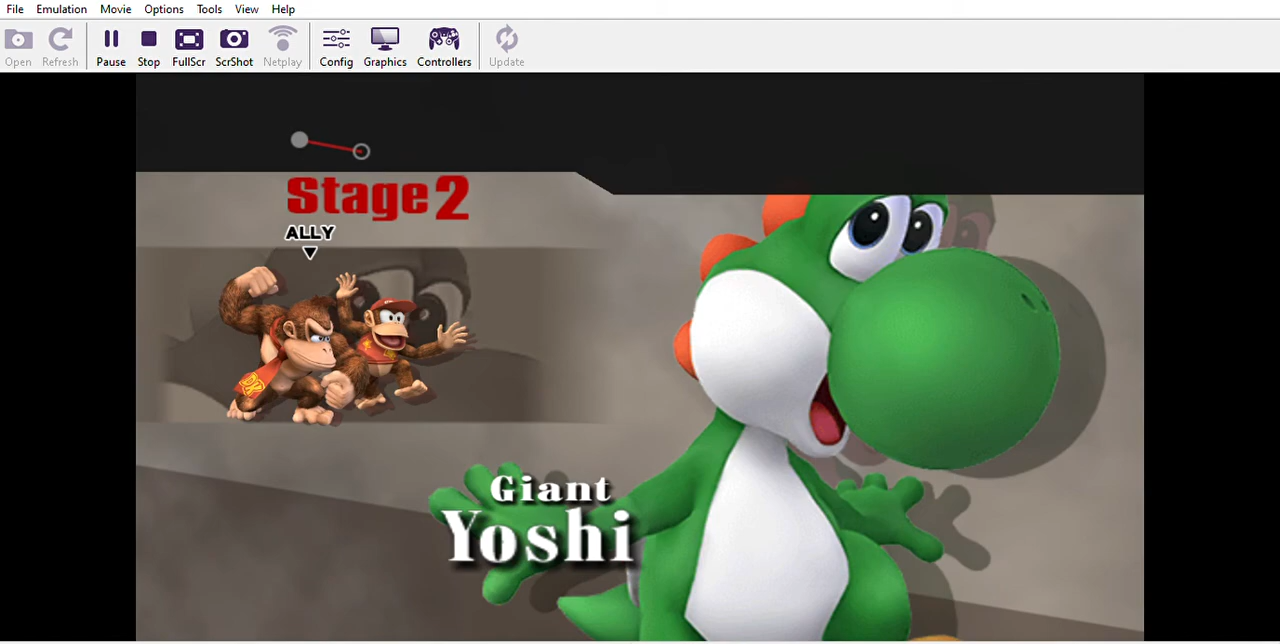 File Emulation Movie Options Tools View Help
Open Refresh Pause Stop FullScr ScrShot Netplay Config Graphics Controllers Update
Stage 2
ALLY
DK
Giant
Yoshi